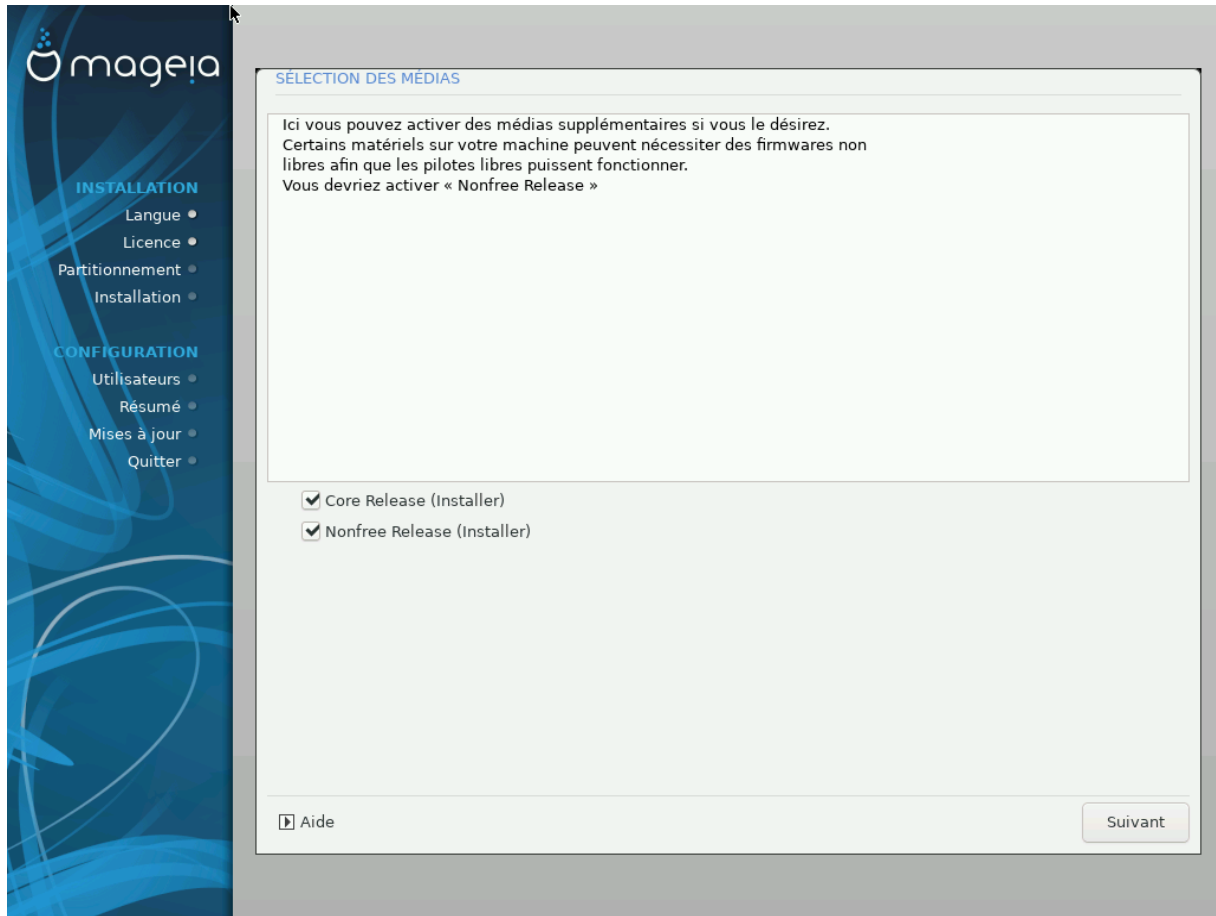 mageia
INSTALLATION
Langue
Licence
Partitionnement
Installation
CONFIGURATION
Utilisateurs
Résumé
Mises à jour
Quitter
SÉLECTION DES MÉDIAS
Ici vous pouvez activer des médias supplémentaires si vous le désirez.
Certains matériels sur votre machine peuvent nécessiter des firmwares non
libres afin que les pilotes libres puissent fonctionner.
Vous devriez activer « Nonfree Release »
Core Release (Installer)
Nonfree Release (Installer)
Aide
Suivant